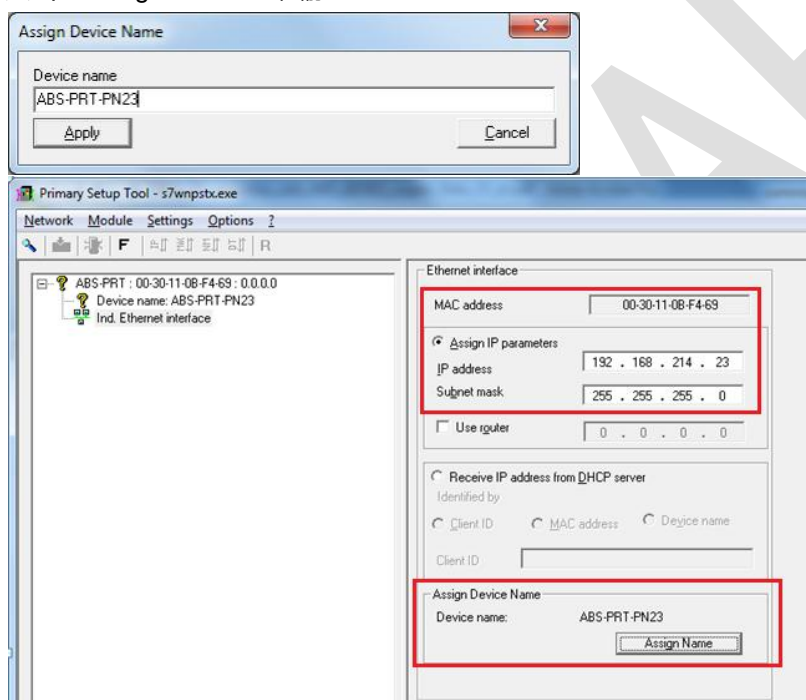 Assign Device Name
Device name
ABS-PRT-PN23
Apply
Cancel
Primary Setup Tool - s7wnpstx.exe
Network Module Settings Options ?
F R
ABS-PRT : 00-30-11-0B-F4-69 : 0.0.0.0
Device name: ABS-PRT-PN23
Ind. Ethernet interface
Ethernet interface
MAC address 00-30-11-0B-F4-69
Assign IP parameters
IP address 192 . 168 . 214 . 23
Subnet mask 255 . 255 . 255 . 0
Use router 0 . 0 . 0 . 0
Receive IP address from DHCP server
Identified by
Client ID MAC address Device name
Client ID
Assign Device Name
Device name: ABS-PRT-PN23
Assign Name